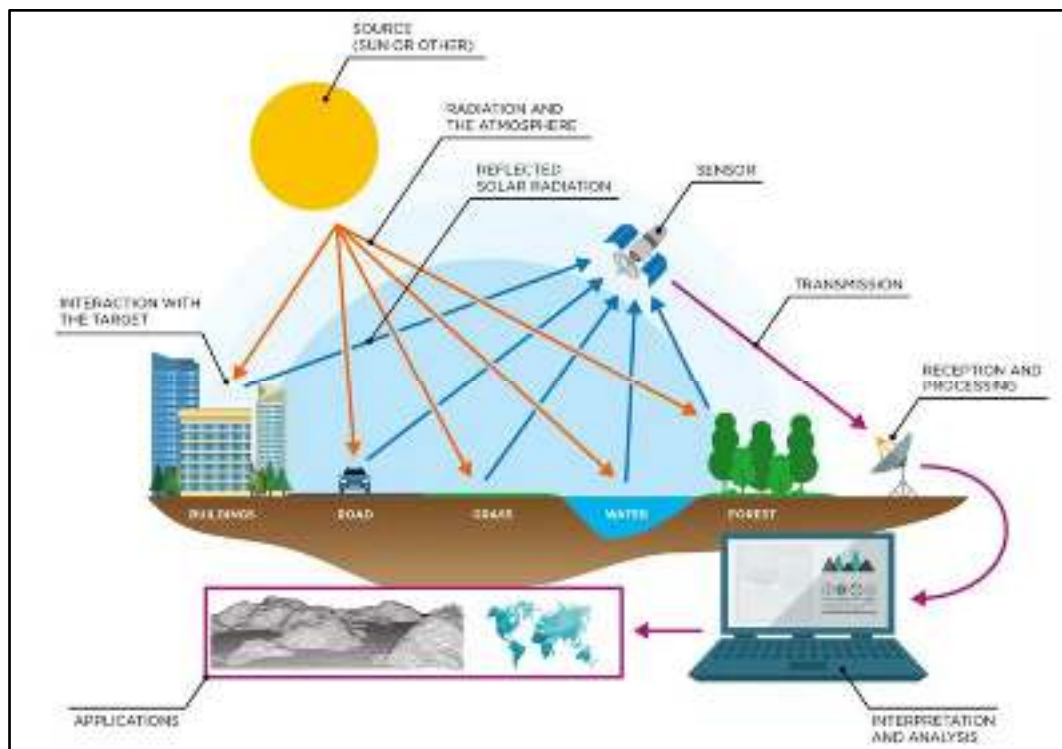 SOURCE
(SUN OR OTHER)
RADIATION AND
THE ATMOSPHERE
REFLECTED
SOLAR RADIATION
SENSOR
INTERACTION WITH
THE TARGET
TRANSMISSION
RECEPTION AND
PROCESSING
BUILDINGS
ROAD
GRASS
WATER
FOREST
APPLICATIONS
INTERPRETATION
AND ANALYSIS